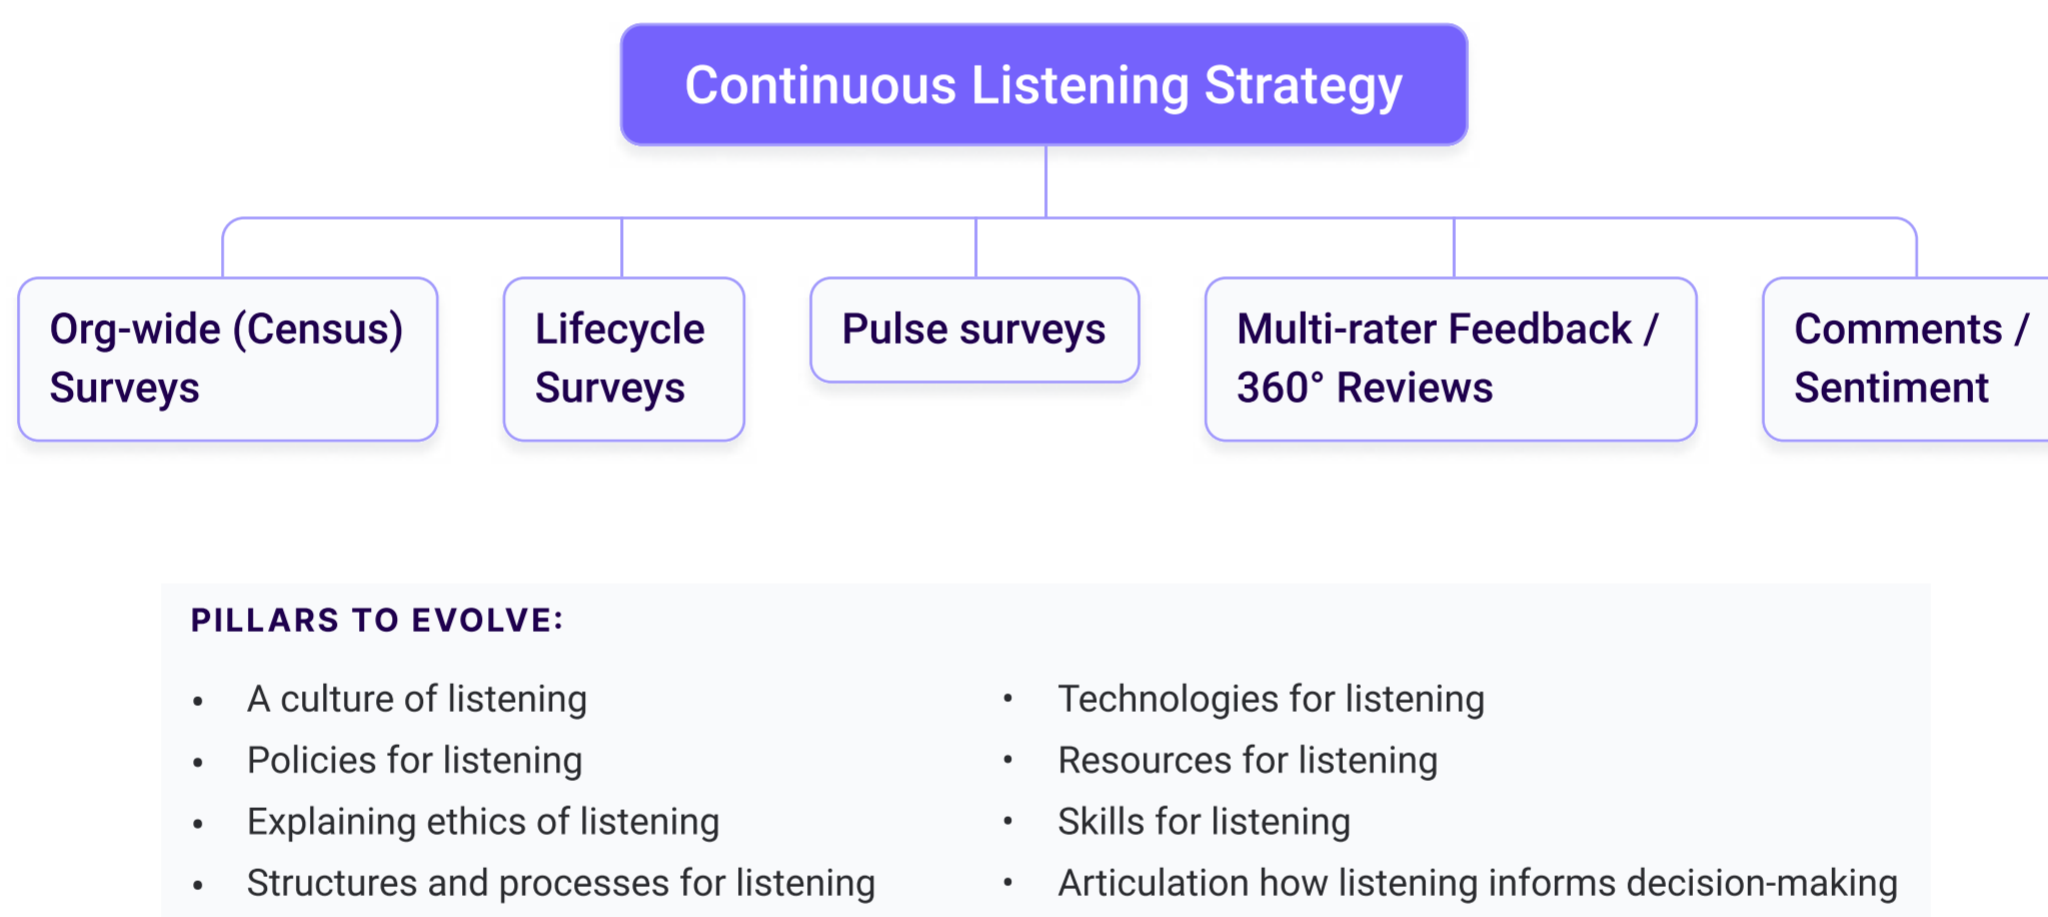 Continuous Listening Strategy
Org-wide (Census)
Surveys
Lifecycle
Surveys
Pulse surveys
Multi-rater Feedback /
360° Reviews
Comments /
Sentiment
PILLARS TO EVOLVE:
• A culture of listening
• Policies for listening
• Explaining ethics of listening
• Structures and processes for listening
• Technologies for listening
• Resources for listening
• Skills for listening
• Articulation how listening informs decision-making